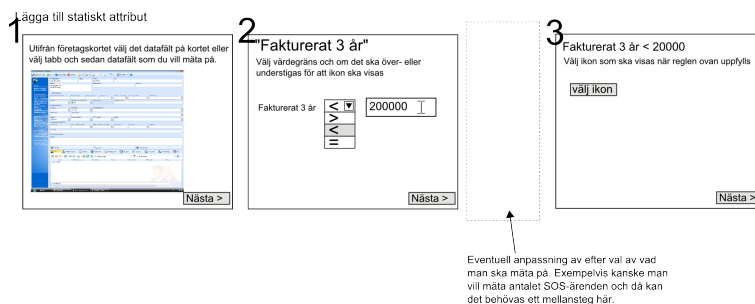 Lägga till statiskt attribut
1
Utifrån företagskortet välj det datafält på kortet eller
välj tabb och sedan datafält som du vill mäta på.
Nästa >
2
"Fakturerat 3 år"
Välj värdegräns och om det ska över- eller
understigas för att ikon ska visas
Fakturerat 3 år
<
200000
>
<
=
Nästa >
3
Fakturerat 3 år < 20000
Välj ikon som ska visas när regeln ovan uppfylls
välj ikon
Nästa >
Eventuell anpassning av efter val av vad
man ska mäta på. Exempelvis kanske man
vill mäta antalet SOS-ärenden och då kan
det behövas ett mellansteg här.